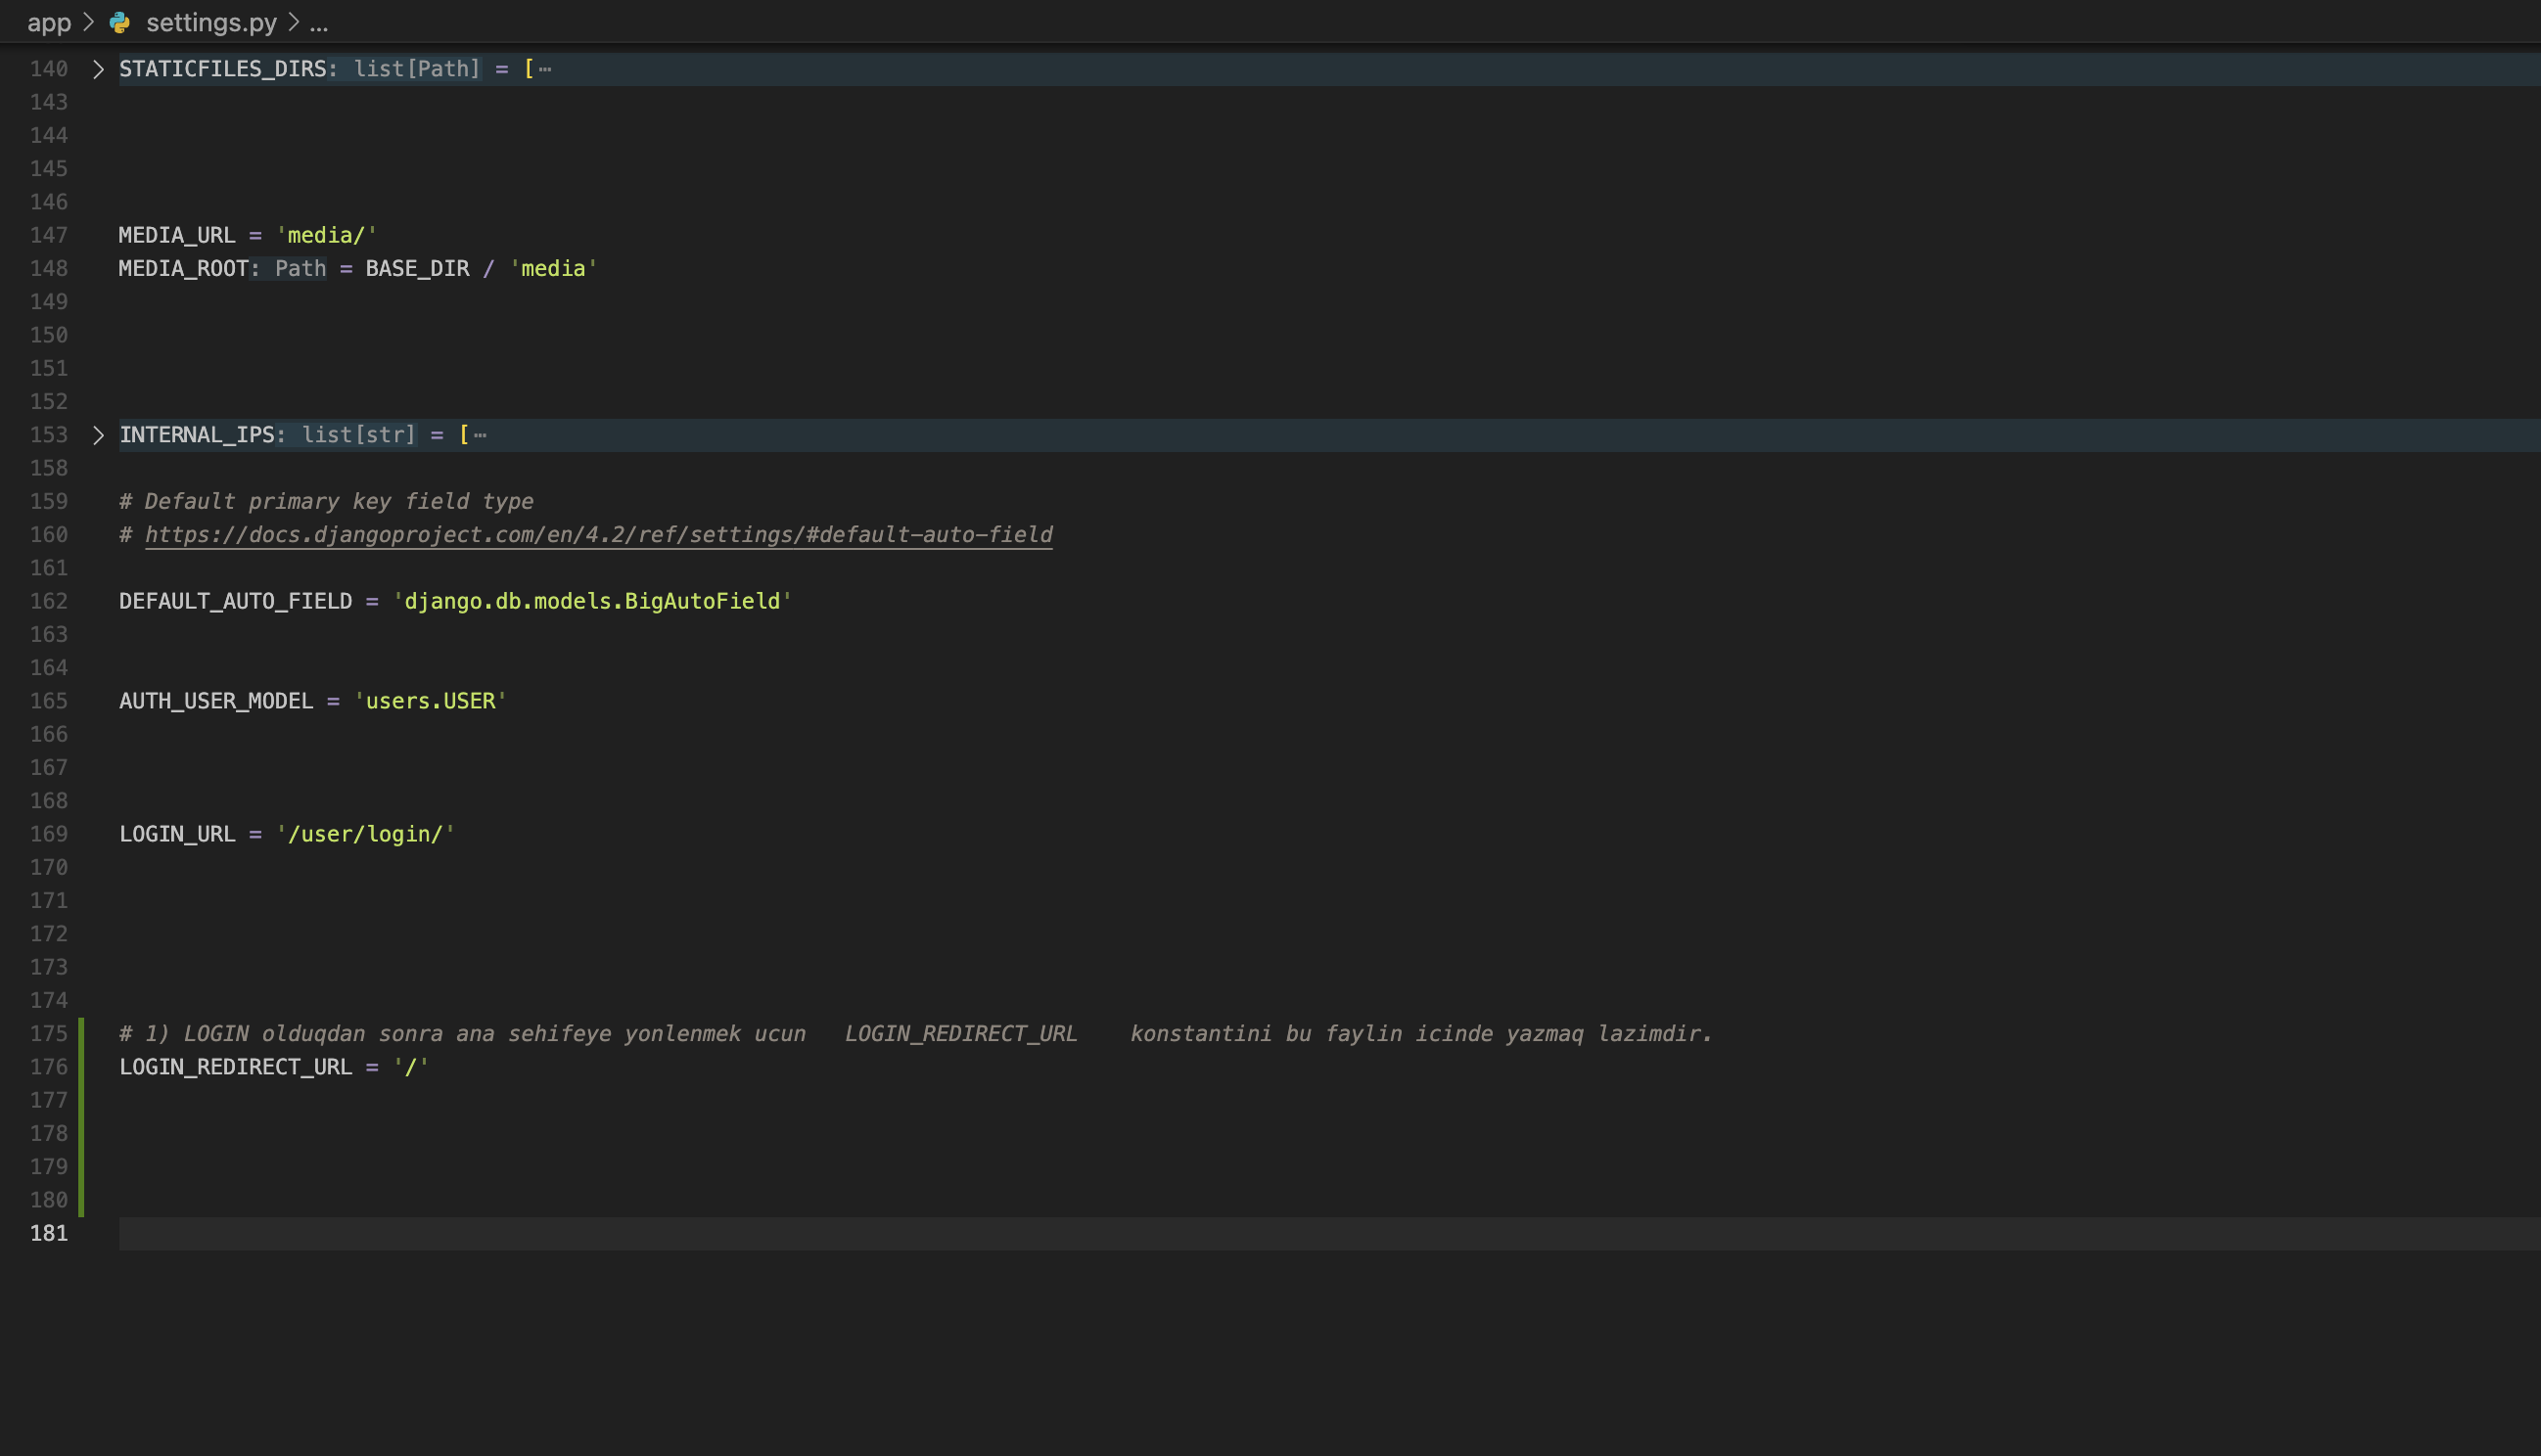 app > settings.py > ...
140 > STATICFILES_DIRS: list[Path] = [⋯
143
144
145
146
147 MEDIA_URL = 'media/'
148 MEDIA_ROOT: Path = BASE_DIR / 'media'
149
150
151
152
153 > INTERNAL_IPS: list[str] = [⋯
158
159 # Default primary key field type
160 # https://docs.djangoproject.com/en/4.2/ref/settings/#default-auto-field
161
162 DEFAULT_AUTO_FIELD = 'django.db.models.BigAutoField'
163
164
165 AUTH_USER_MODEL = 'users.USER'
166
167
168
169 LOGIN_URL = '/user/login/'
170
171
172
173
174
175 # 1) LOGIN olduqdan sonra ana sehifeye yonlenmek ucun   LOGIN_REDIRECT_URL    konstantini bu faylin icinde yazmaq lazimdir.
176 LOGIN_REDIRECT_URL = '/'
177
178
179
180
181